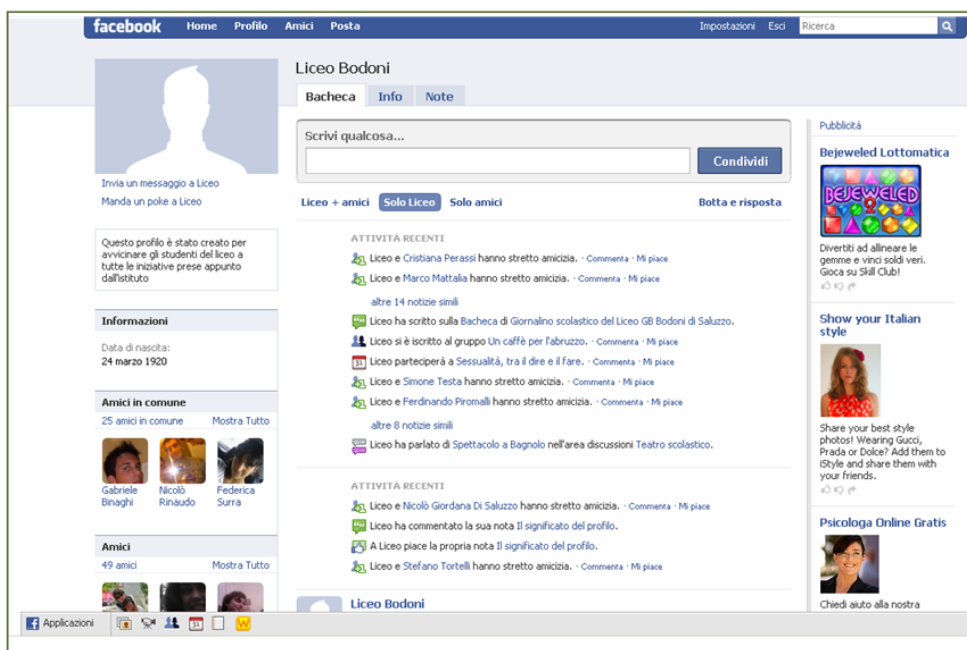 facebook Home Profilo Amici Posta Impostazioni Esci Ricerca
Liceo Bodoni
Bacheca Info Note
Scrivi qualcosa...
Condividi
Liceo + amici Solo Liceo Solo amici Botta e risposta
Invia un messaggio a Liceo
Manda un poke a Liceo
Questo profilo è stato creato per
avvicinare gli studenti del liceo a
tutte le iniziative prese appunto
dall'istituto
Informazioni
Data di nascita:
24 marzo 1920
Amici in comune
25 amici in comune Mostra Tutto
Gabriele Binaghi
Nicolò Rinaudo
Federica Surra
Amici
49 amici Mostra Tutto
ATTIVITÀ RECENTI
Liceo e Cristiana Perassi hanno stretto amicizia. · Commenta · Mi piace
Liceo e Marco Mattalia hanno stretto amicizia. · Commenta · Mi piace
altre 14 notizie simili
Liceo ha scritto sulla Bacheca di Giornalino scolastico del Liceo GB Bodoni di Saluzzo.
Liceo si è iscritto al gruppo Un caffè per l'abruzzo. · Commenta · Mi piace
31 Liceo parteciperà a Sessualità, tra il dire e il fare. · Commenta · Mi piace
Liceo e Simone Testa hanno stretto amicizia. · Commenta · Mi piace
Liceo e Ferdinando Piromalli hanno stretto amicizia. · Commenta · Mi piace
altre 8 notizie simili
Liceo ha parlato di Spettacolo a Bagnolo nell'area discussioni Teatro scolastico.
ATTIVITÀ RECENTI
Liceo e Nicolò Giordana Di Saluzzo hanno stretto amicizia. · Commenta · Mi piace
Liceo ha commentato la sua nota Il significato del profilo.
A Liceo piace la propria nota Il significato del profilo.
Liceo e Stefano Tortelli hanno stretto amicizia. · Commenta · Mi piace
Liceo Bodoni
Pubblicità
Bejeweled Lottomatica
BEJEWELED
2
Divertiti ad allineare le
gemme e vinci soldi veri.
Gioca su Skill Club!
Show your Italian
style
Share your best style
photos! Wearing Gucci,
Prada or Dolce? Add them to
iStyle and share them with
your friends.
Psicologa Online Gratis
Chiedi aiuto alla nostra
f Applicazioni 31 W